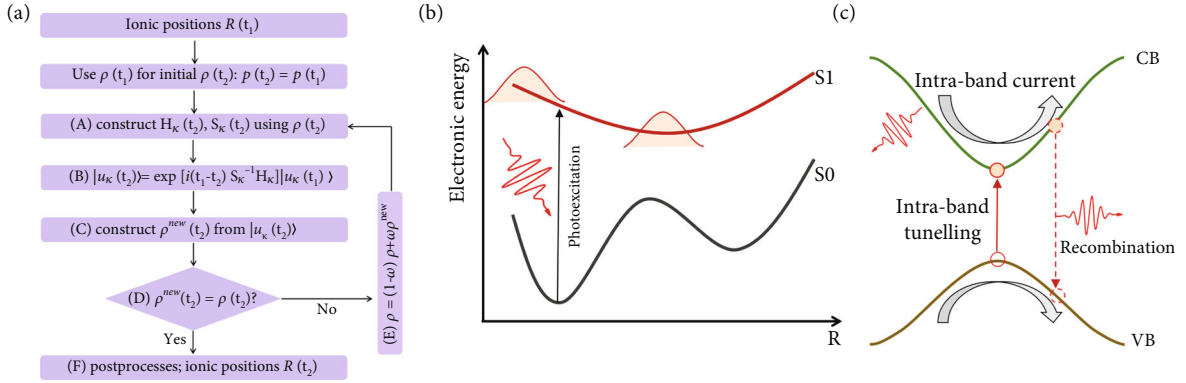 (a)
Ionic positions R (t₁)
Use ρ (t₁) for initial ρ (t₂): p (t₂) = p (t₁)
(A) construct Hκ (t₂), Sκ (t₂) using ρ (t₂)
(B) |uκ (t₂)⟩= exp [i(t₁-t₂) Sκ⁻¹Hκ]|uκ (t₁) ⟩
(C) construct ρⁿᵉʷ (t₂) from |uκ (t₂)⟩
(D) ρⁿᵉʷ(t₂) = ρ (t₂)?
No
(E) ρ = (1-ω) ρ+ωρⁿᵉʷ
Yes
(F) postprocesses; ionic positions R (t₂)
(b)
Electronic energy
S1
S0
Photoexcitation
R
(c)
CB
Intra-band current
Intra-band
tunelling
Recombination
VB